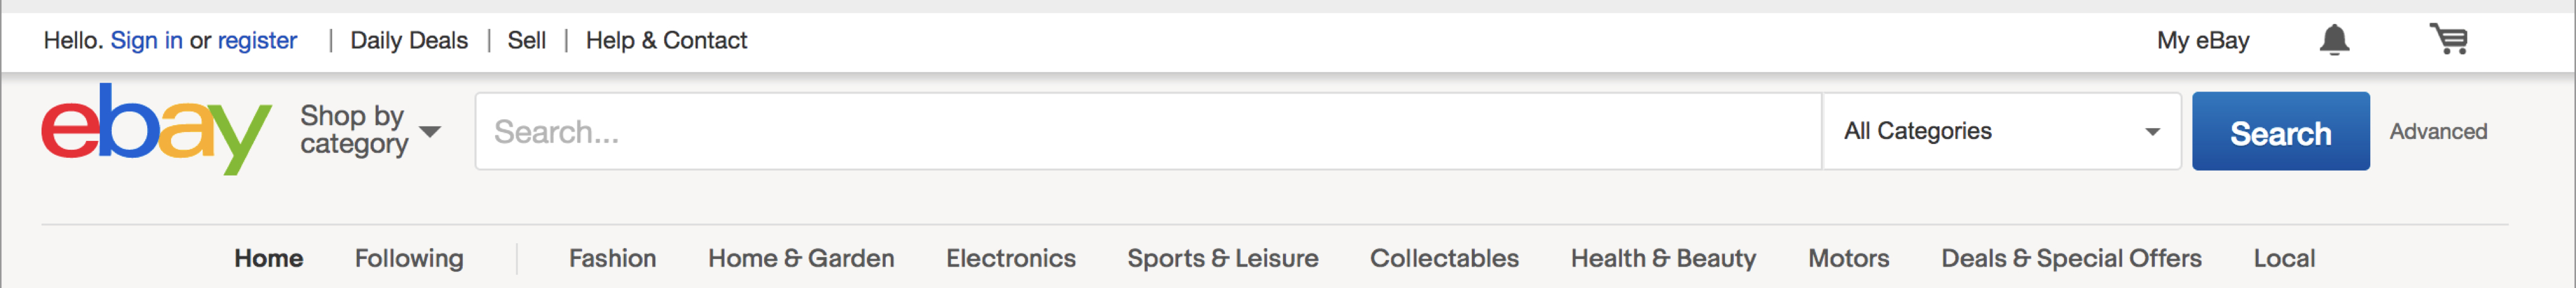 Hello. Sign in or register | Daily Deals | Sell | Help & Contact My eBay
ebay
Shop by
category
Search...
All Categories
Search
Advanced
Home Following Fashion Home & Garden Electronics Sports & Leisure Collectables Health & Beauty Motors Deals & Special Offers Local